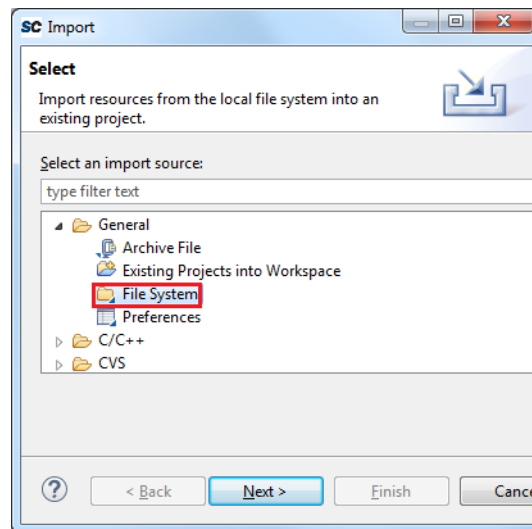 SC Import
Select
Import resources from the local file system into an
existing project.
Select an import source:
type filter text
General
Archive File
Existing Projects into Workspace
File System
Preferences
C/C++
CVS
? < Back Next > Finish Cance